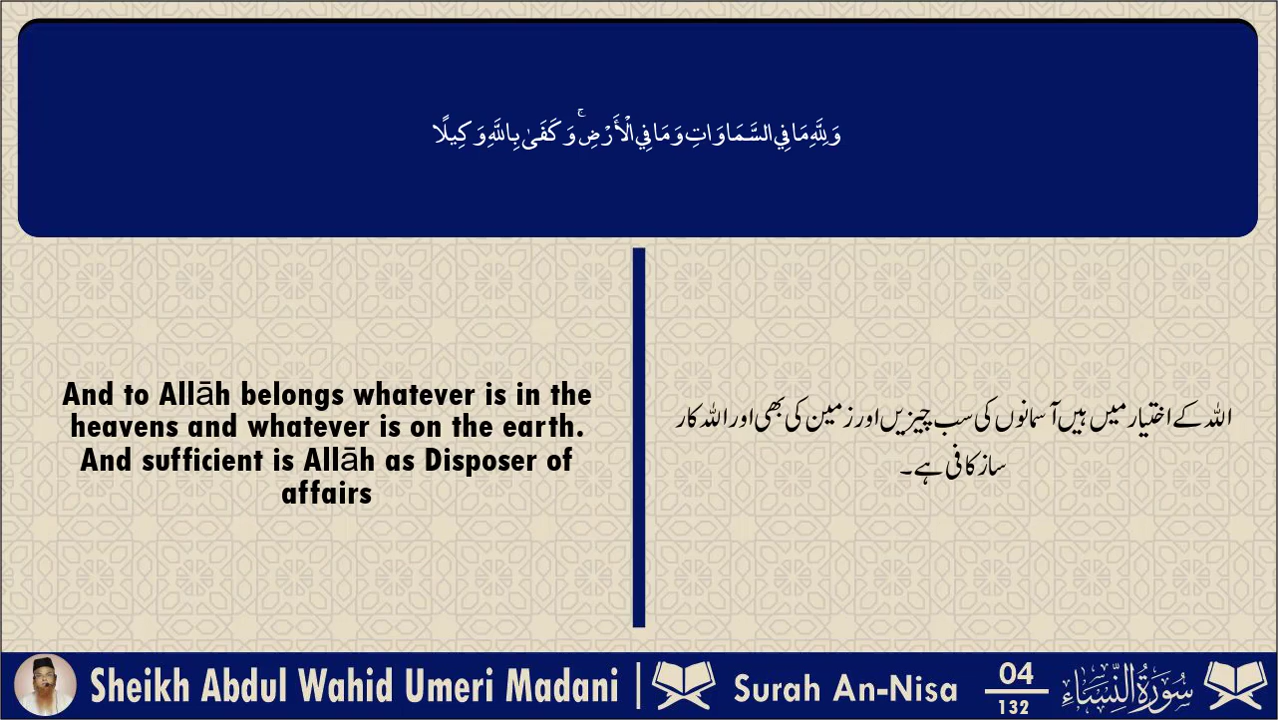 وَلِلَّهِ مَا فِي السَّمَاوَاتِ وَمَا فِي الْأَرْضِ ۚ وَكَفَىٰ بِاللَّهِ وَكِيلًا
And to Allāh belongs whatever is in the
heavens and whatever is on the earth.
And sufficient is Allāh as Disposer of
affairs
اللہ کے اختیار میں ہیں آسمانوں کی سب چیزیں اور زمین کی بھی اور اللہ کار
ساز کافی ہے۔
Sheikh Abdul Wahid Umeri Madani | Surah An-Nisa
04
132
سُورَةُ النِّسَاء